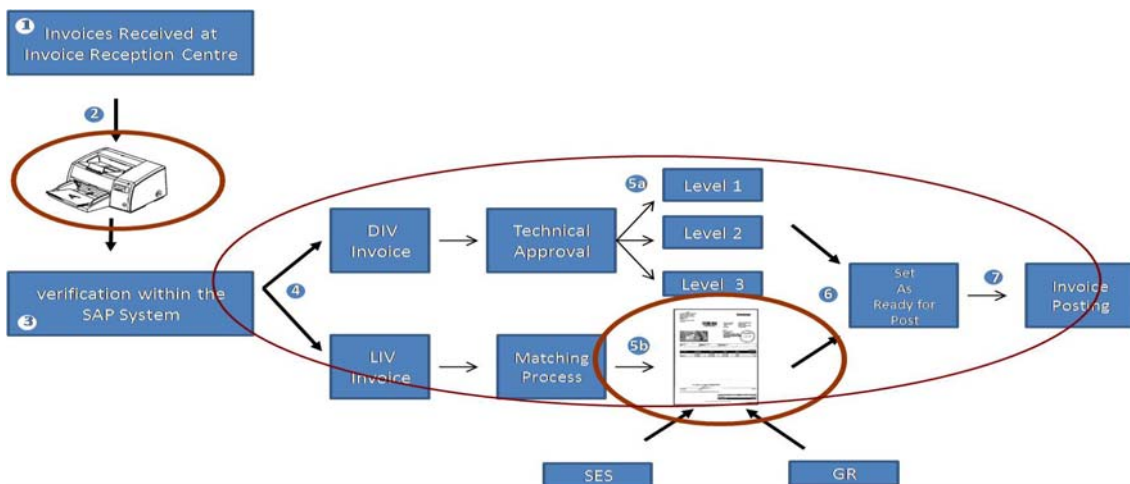 1
Invoices Received at
Invoice Reception Centre
2
verification within the
SAP System
3
4
DIV
Invoice
Technical
Approval
5a
Level 1
Level 2
Level 3
LIV
Invoice
Matching
Process
5b
SES
GR
6
Set
As
Ready for
Post
7
Invoice
Posting